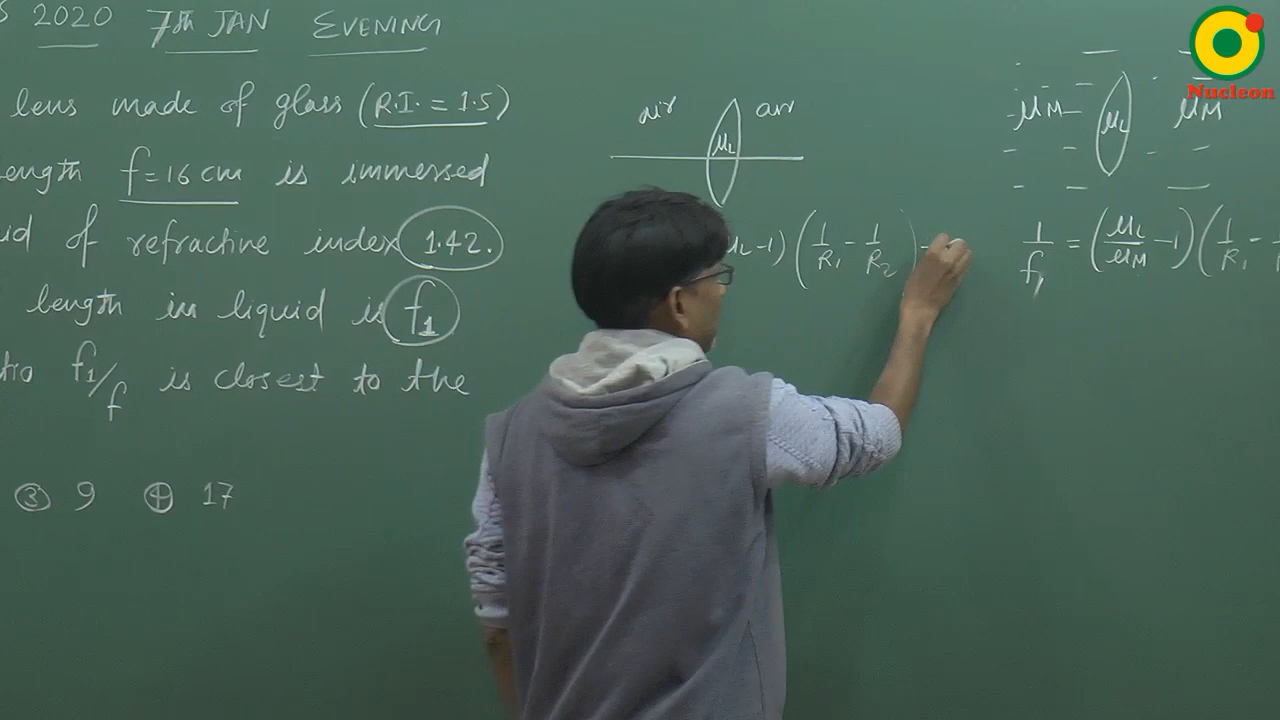 2020 7th JAN EVENING
lens made of glass (R.I. = 1.5)
f = 16 cm is immersed
of refractive index 1.42.
length in liquid is f₁
f₁/f is closest to the
③ 9 ④ 17
air air
μL
-1) (1/R₁ - 1/R₂)
μM μL μM
1/f₁ = (μL/μM - 1) (1/R₁ -
Nucleon